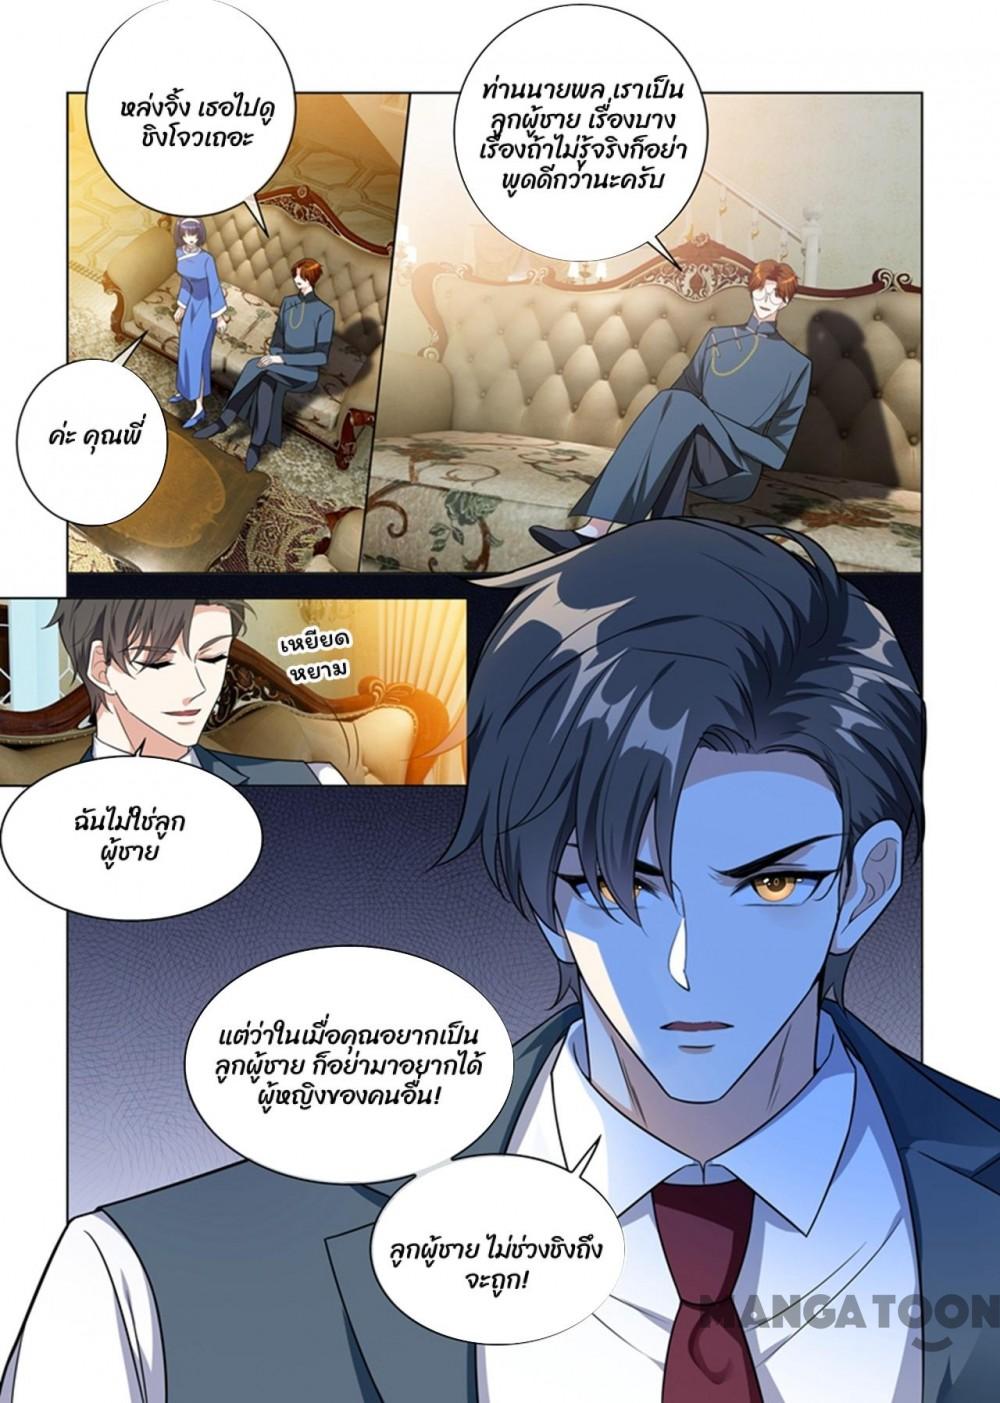 หล่งจิ้ง เธอไปดู
ชิงโจวเถอะ
ท่านนายพล เราเป็น
ลูกผู้ชาย เรื่องบาง
เรื่องถ้าไม่รู้จริงก็อย่า
พูดดีกว่านะครับ
ค่ะ คุณพี่
เหยียด
หยาม
ฉันไม่ใช่ลูก
ผู้ชาย
แต่ว่าในเมื่อคุณอยากเป็น
ลูกผู้ชาย ก็อย่ามาอยากได้
ผู้หญิงของคนอื่น!
ลูกผู้ชาย ไม่ช่วงชิงถึง
จะถูก!
MANGATOON